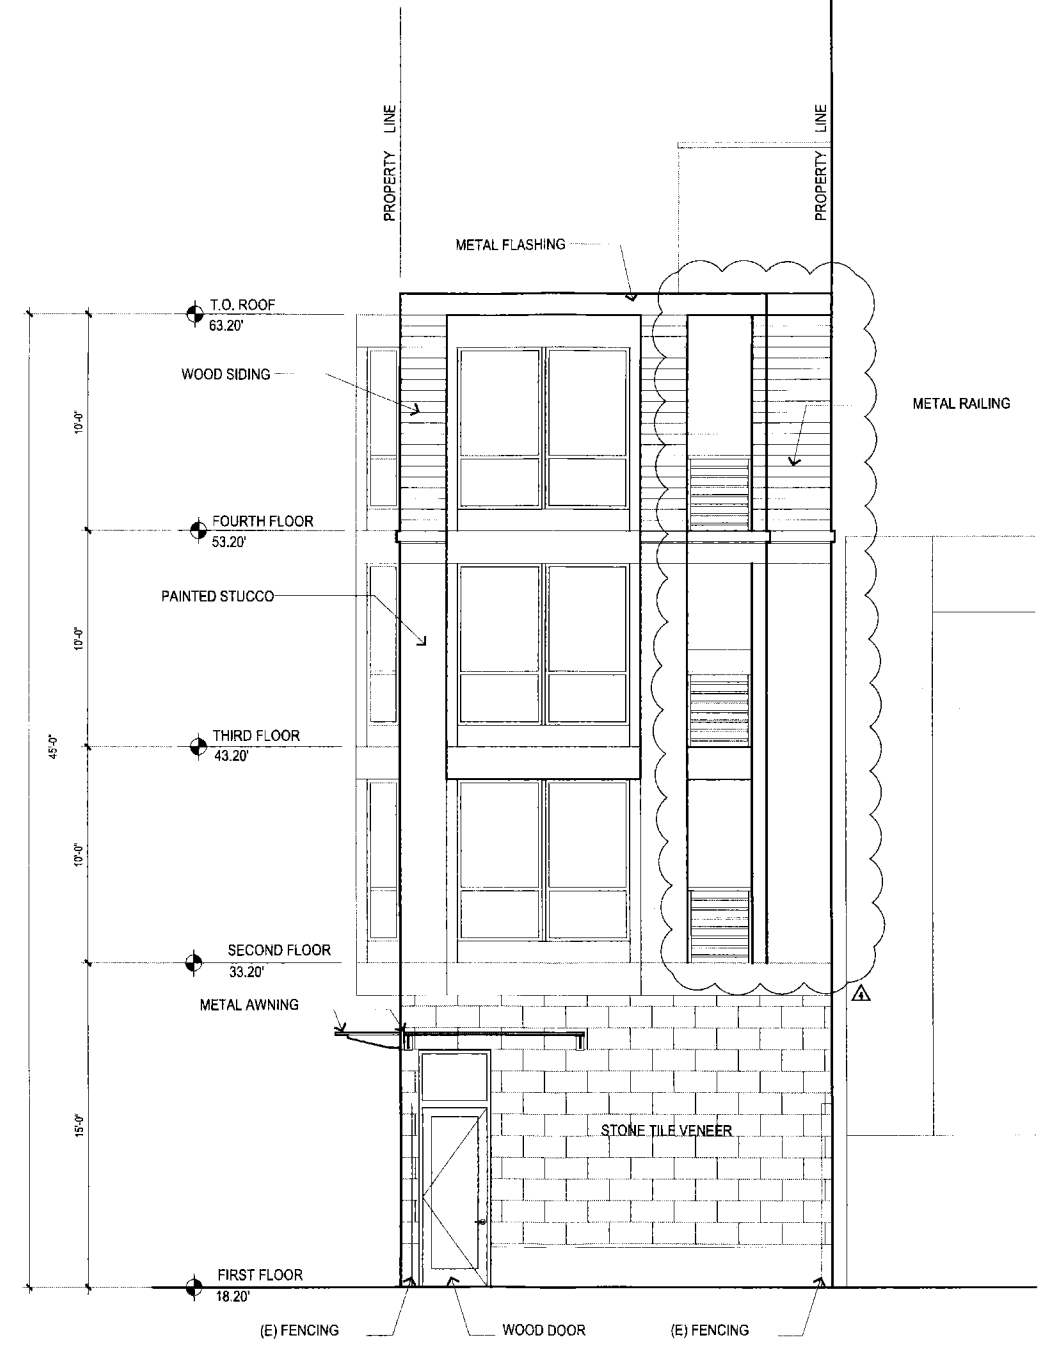 PROPERTY LINE
PROPERTY LINE
METAL FLASHING
T.O. ROOF
63.20'
WOOD SIDING
METAL RAILING
10'-0"
FOURTH FLOOR
53.20'
PAINTED STUCCO
10'-0"
THIRD FLOOR
43.20'
45'-0"
10'-0"
SECOND FLOOR
33.20'
METAL AWNING
4
15'-0"
STONE TILE VENEER
FIRST FLOOR
18.20'
(E) FENCING
WOOD DOOR
(E) FENCING